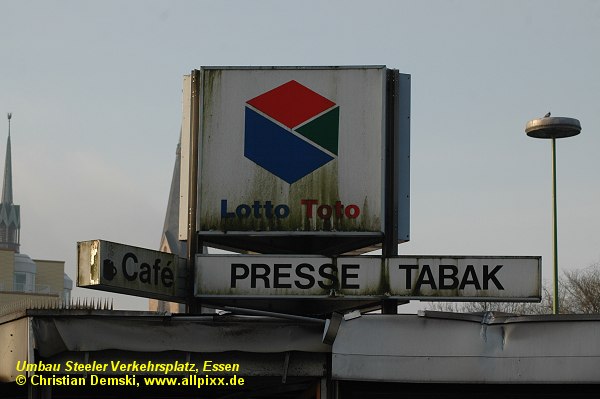 Lotto Toto
Café
PRESSE TABAK
Umbau Steeler Verkehrsplatz, Essen
© Christian Demski, www.allpixx.de